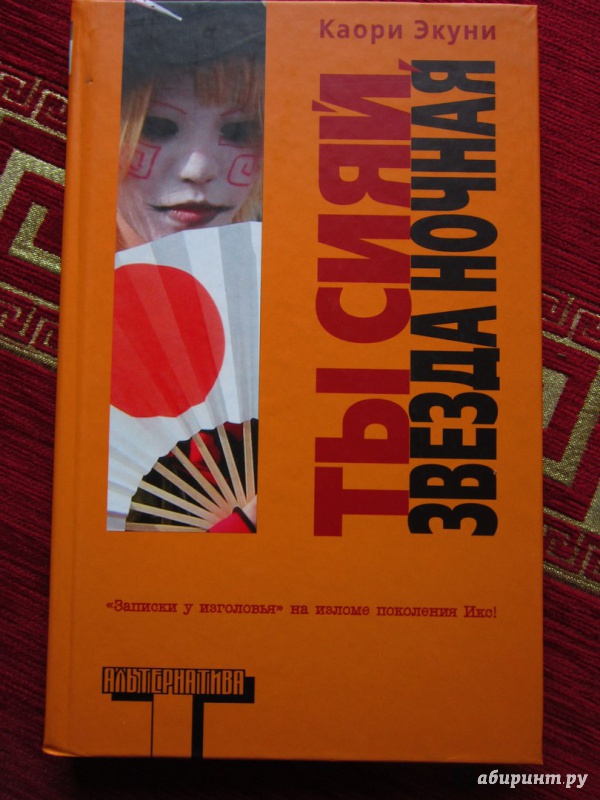 Каори Экуни
ТЫ СИЯЙ,
ЗВЕЗДА НОЧНАЯ
«Записки у изголовья» на изломе поколения Икс!
АЛЬТЕРНАТИВА
абиринт.ру